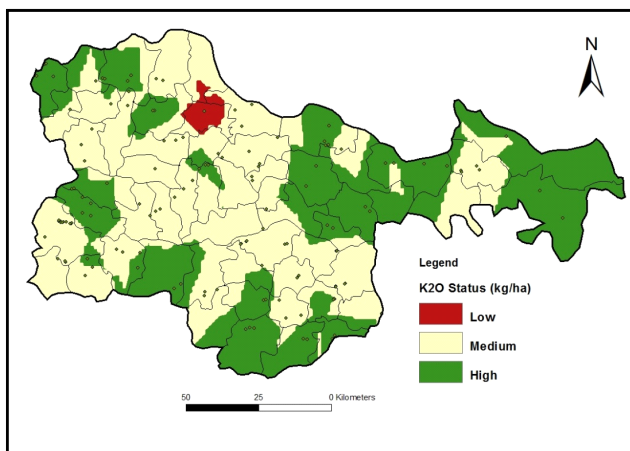 N
Legend
K2O Status (kg/ha)
Low
Medium
High
50 25 0 Kilometers